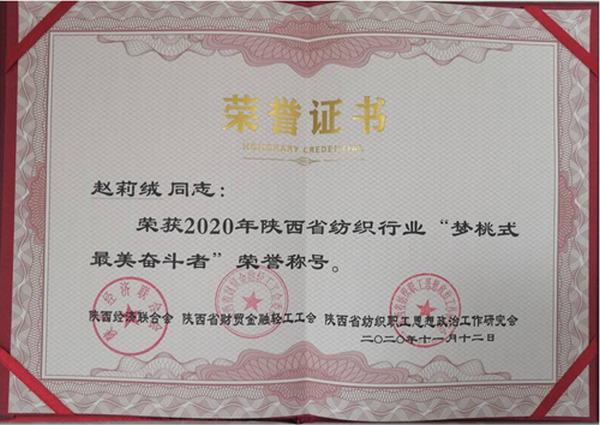 荣誉证书
HONORARY CREDENTIAL
赵莉绒 同志：
荣获2020年陕西省纺织行业“梦桃式
最美奋斗者”荣誉称号。
陕西经济联合会 陕西省财贸金融轻工工会 陕西省纺织职工思想政治工作研究会
二〇二〇年十一月十二日